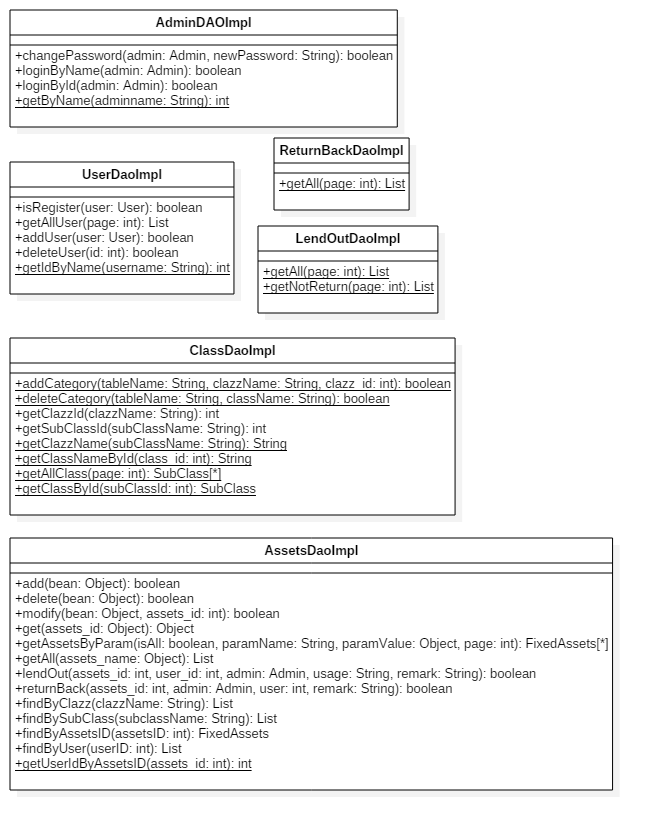 AdminDAOImpl
+changePassword(admin: Admin, newPassword: String): boolean
+loginByName(admin: Admin): boolean
+loginById(admin: Admin): boolean
+getByName(adminname: String): int
ReturnBackDaoImpl
+getAll(page: int): List
UserDaoImpl
+isRegister(user: User): boolean
+getAllUser(page: int): List
+addUser(user: User): boolean
+deleteUser(id: int): boolean
+getIdByName(username: String): int
LendOutDaoImpl
+getAll(page: int): List
+getNotReturn(page: int): List
ClassDaoImpl
+addCategory(tableName: String, clazzName: String, clazz_id: int): boolean
+deleteCategory(tableName: String, className: String): boolean
+getClazzId(clazzName: String): int
+getSubClassId(subClassName: String): int
+getClazzName(subClassName: String): String
+getClassNameById(class_id: int): String
+getAllClass(page: int): SubClass[*]
+getClassById(subClassId: int): SubClass
AssetsDaoImpl
+add(bean: Object): boolean
+delete(bean: Object): boolean
+modify(bean: Object, assets_id: int): boolean
+get(assets_id: Object): Object
+getAssetsByParam(isAll: boolean, paramName: String, paramValue: Object, page: int): FixedAssets[*]
+getAll(assets_name: Object): List
+lendOut(assets_id: int, user_id: int, admin: Admin, usage: String, remark: String): boolean
+returnBack(assets_id: int, admin: Admin, user: int, remark: String): boolean
+findByClazz(clazzName: String): List
+findBySubClass(subclassName: String): List
+findByAssetsID(assetsID: int): FixedAssets
+findByUser(userID: int): List
+getUserIdByAssetsID(assets_id: int): int